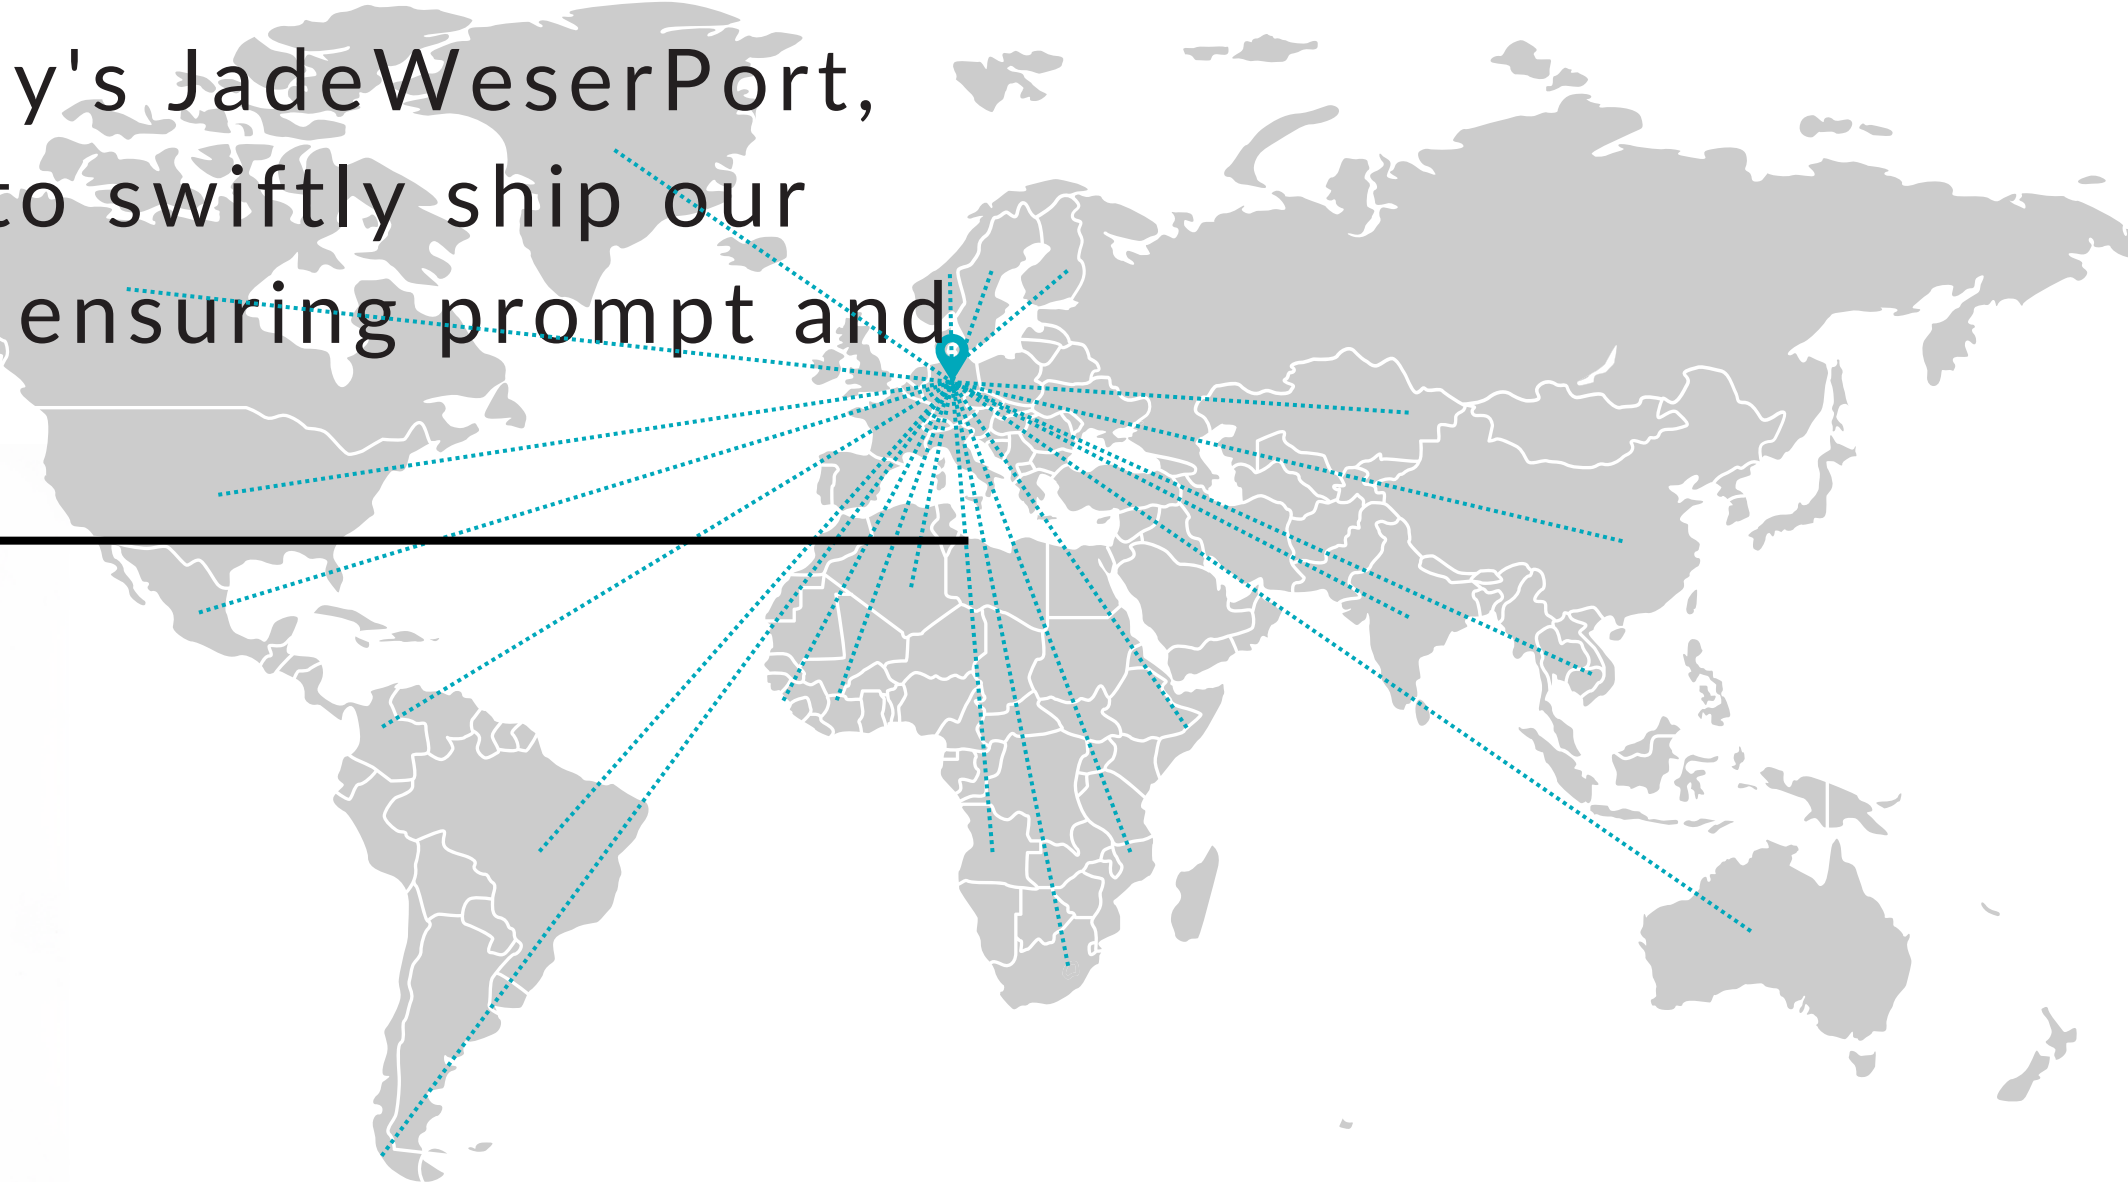 y's JadeWeserPort,
to swiftly ship our
ensuring prompt and